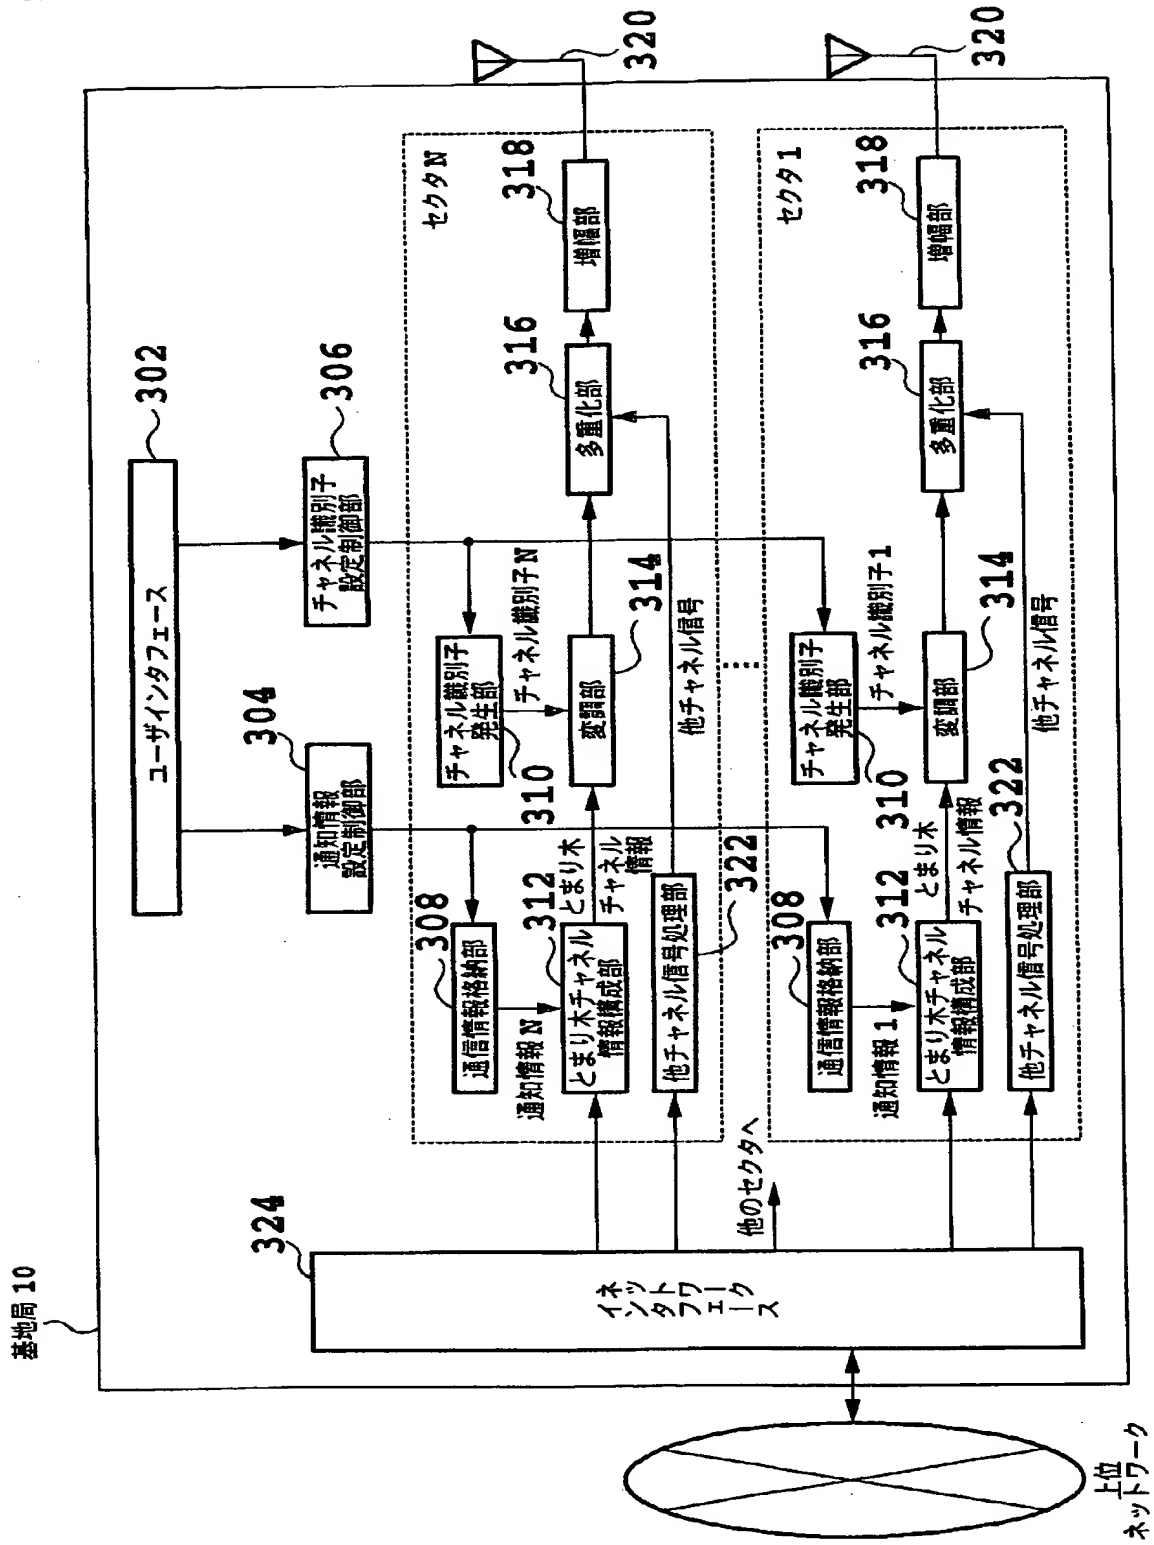 基地局10
302
ユーザインタフェース
304
通知情報
設定制御部
306
チャネル識別子
設定制御部
324
ネットワーク
インタフェース
上位
ネットワーク
セクタN
308
通信情報格納部
通知情報N
312
とまり木チャネル
情報構成部
とまり木
チャネル
情報
310
チャネル識別子
発生部
チャネル識別子N
314
変調部
316
多重化部
318
増幅部
320
322
他チャネル信号処理部
他チャネル信号
他のセクタへ
セクタ1
308
通信情報格納部
通知情報1
312
とまり木チャネル
情報構成部
とまり木
チャネル情報
310
チャネル識別子
発生部
チャネル識別子1
314
変調部
316
多重化部
318
増幅部
320
322
他チャネル信号処理部
他チャネル信号